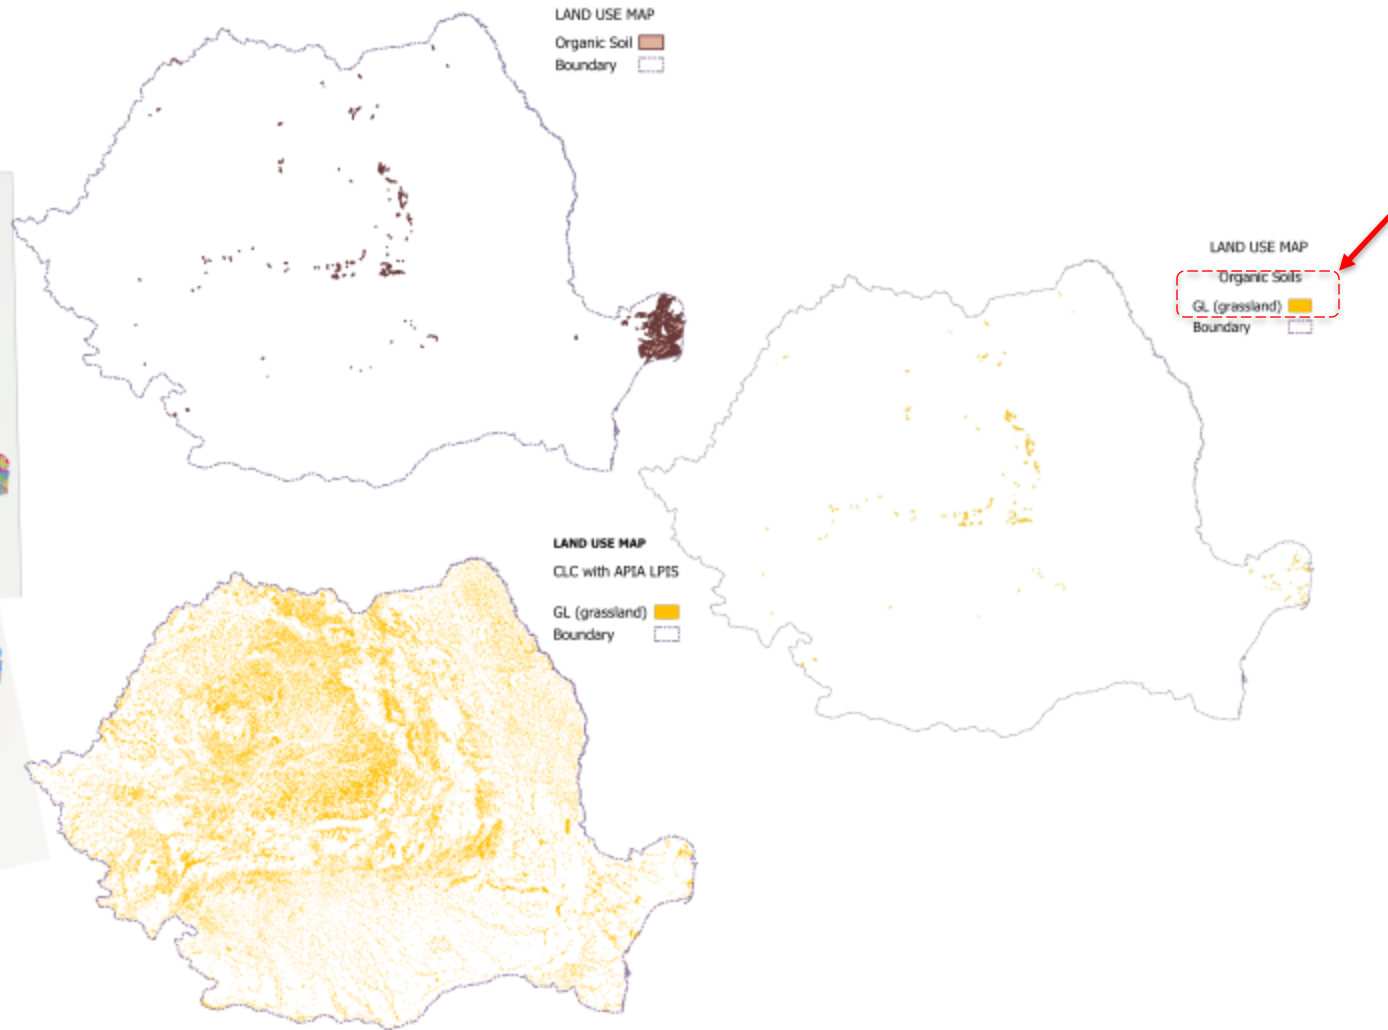 LAND USE MAP
Organic Soil
Boundary
LAND USE MAP
Organic Soils
GL (grassland)
Boundary
LAND USE MAP
CLC with APIA LPIS
GL (grassland)
Boundary